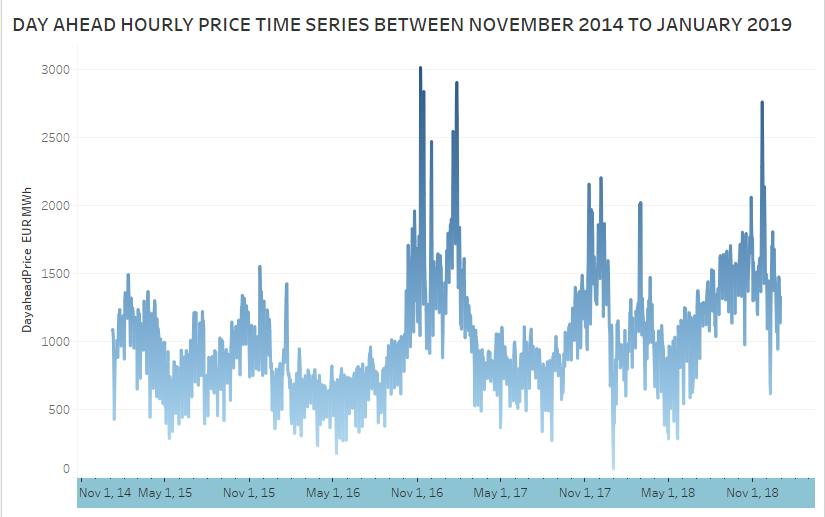 DAY AHEAD HOURLY PRICE TIME SERIES BETWEEN NOVEMBER 2014 TO JANUARY 2019
3000
2500
2000
1500
1000
500
0
DayaheadPrice EUR MWh
Nov 1, 14 May 1, 15 Nov 1, 15 May 1, 16 Nov 1, 16 May 1, 17 Nov 1, 17 May 1, 18 Nov 1, 18